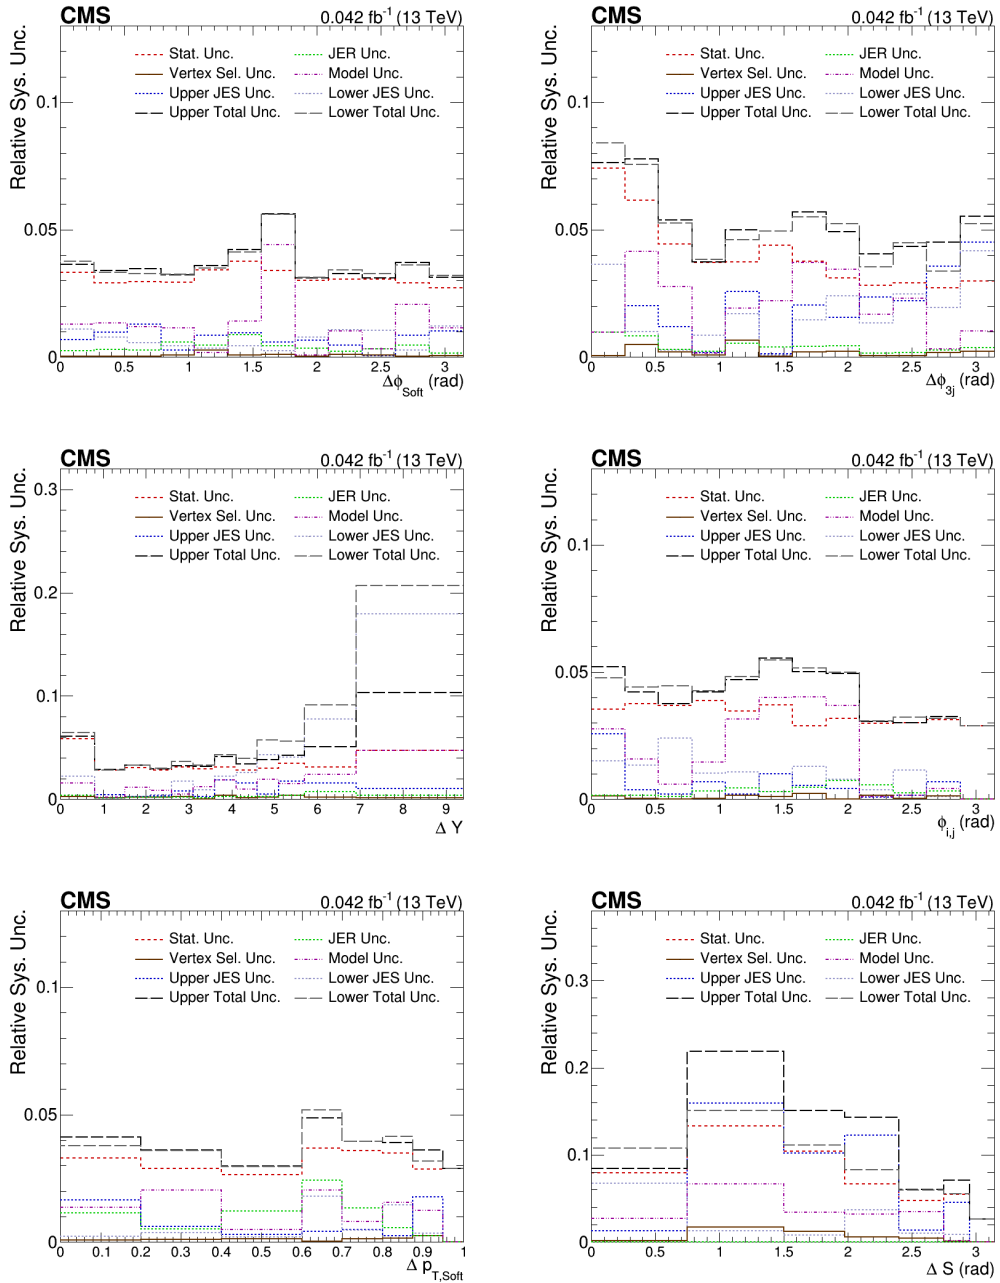 CMS 0.042 fb⁻¹ (13 TeV)
Relative Sys. Unc.
Stat. Unc. JER Unc.
Vertex Sel. Unc. Model Unc.
Upper JES Unc. Lower JES Unc.
Upper Total Unc. Lower Total Unc.
0.1
0.05
0
0 0.5 1 1.5 2 2.5 3
Δϕ_Soft (rad)
CMS 0.042 fb⁻¹ (13 TeV)
Relative Sys. Unc.
Stat. Unc. JER Unc.
Vertex Sel. Unc. Model Unc.
Upper JES Unc. Lower JES Unc.
Upper Total Unc. Lower Total Unc.
0.1
0.05
0
0 0.5 1 1.5 2 2.5 3
Δϕ_3j (rad)
CMS 0.042 fb⁻¹ (13 TeV)
Relative Sys. Unc.
Stat. Unc. JER Unc.
Vertex Sel. Unc. Model Unc.
Upper JES Unc. Lower JES Unc.
Upper Total Unc. Lower Total Unc.
0.3
0.2
0.1
0
0 1 2 3 4 5 6 7 8 9
Δ Y
CMS 0.042 fb⁻¹ (13 TeV)
Relative Sys. Unc.
Stat. Unc. JER Unc.
Vertex Sel. Unc. Model Unc.
Upper JES Unc. Lower JES Unc.
Upper Total Unc. Lower Total Unc.
0.1
0.05
0
0 0.5 1 1.5 2 2.5 3
ϕ_i,j (rad)
CMS 0.042 fb⁻¹ (13 TeV)
Relative Sys. Unc.
Stat. Unc. JER Unc.
Vertex Sel. Unc. Model Unc.
Upper JES Unc. Lower JES Unc.
Upper Total Unc. Lower Total Unc.
0.1
0.05
0
0 0.1 0.2 0.3 0.4 0.5 0.6 0.7 0.8 0.9 1
Δ p_T,Soft
CMS 0.042 fb⁻¹ (13 TeV)
Relative Sys. Unc.
Stat. Unc. JER Unc.
Vertex Sel. Unc. Model Unc.
Upper JES Unc. Lower JES Unc.
Upper Total Unc. Lower Total Unc.
0.3
0.2
0.1
0
0 0.5 1 1.5 2 2.5 3
Δ S (rad)